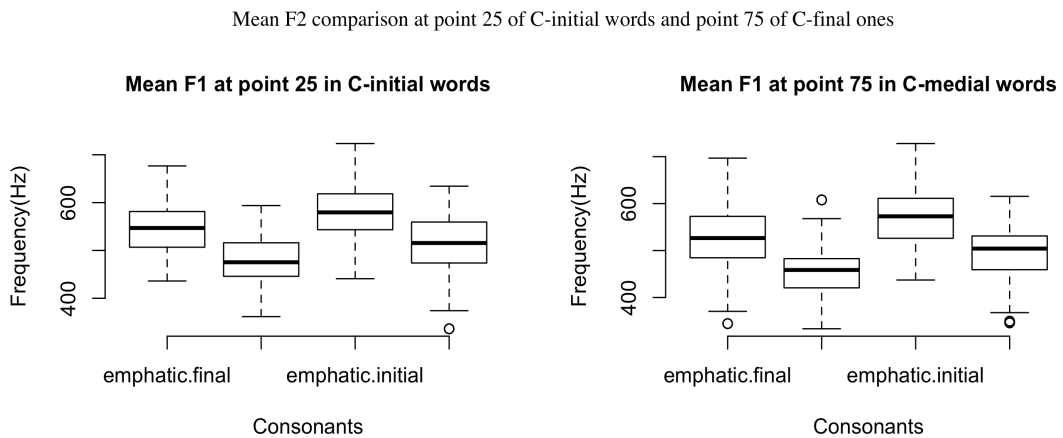 Mean F2 comparison at point 25 of C-initial words and point 75 of C-final ones
Mean F1 at point 25 in C-initial words
Frequency(Hz)
600
400
emphatic.final
emphatic.initial
Consonants
Mean F1 at point 75 in C-medial words
Frequency(Hz)
600
400
emphatic.final
emphatic.initial
Consonants